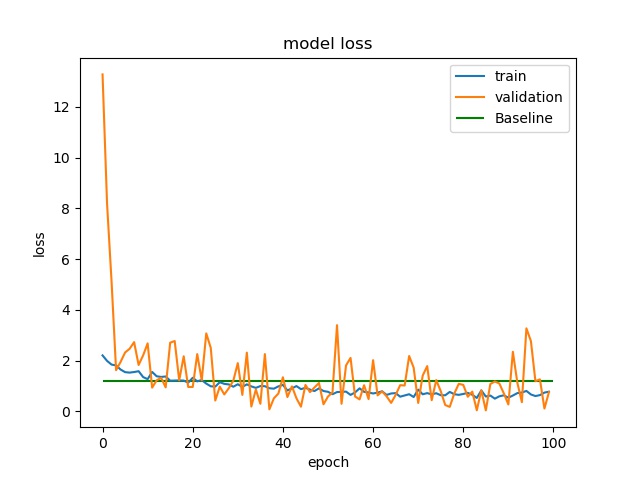 model loss
train
validation
Baseline
12
10
8
6
4
2
0
loss
0 20 40 60 80 100
epoch